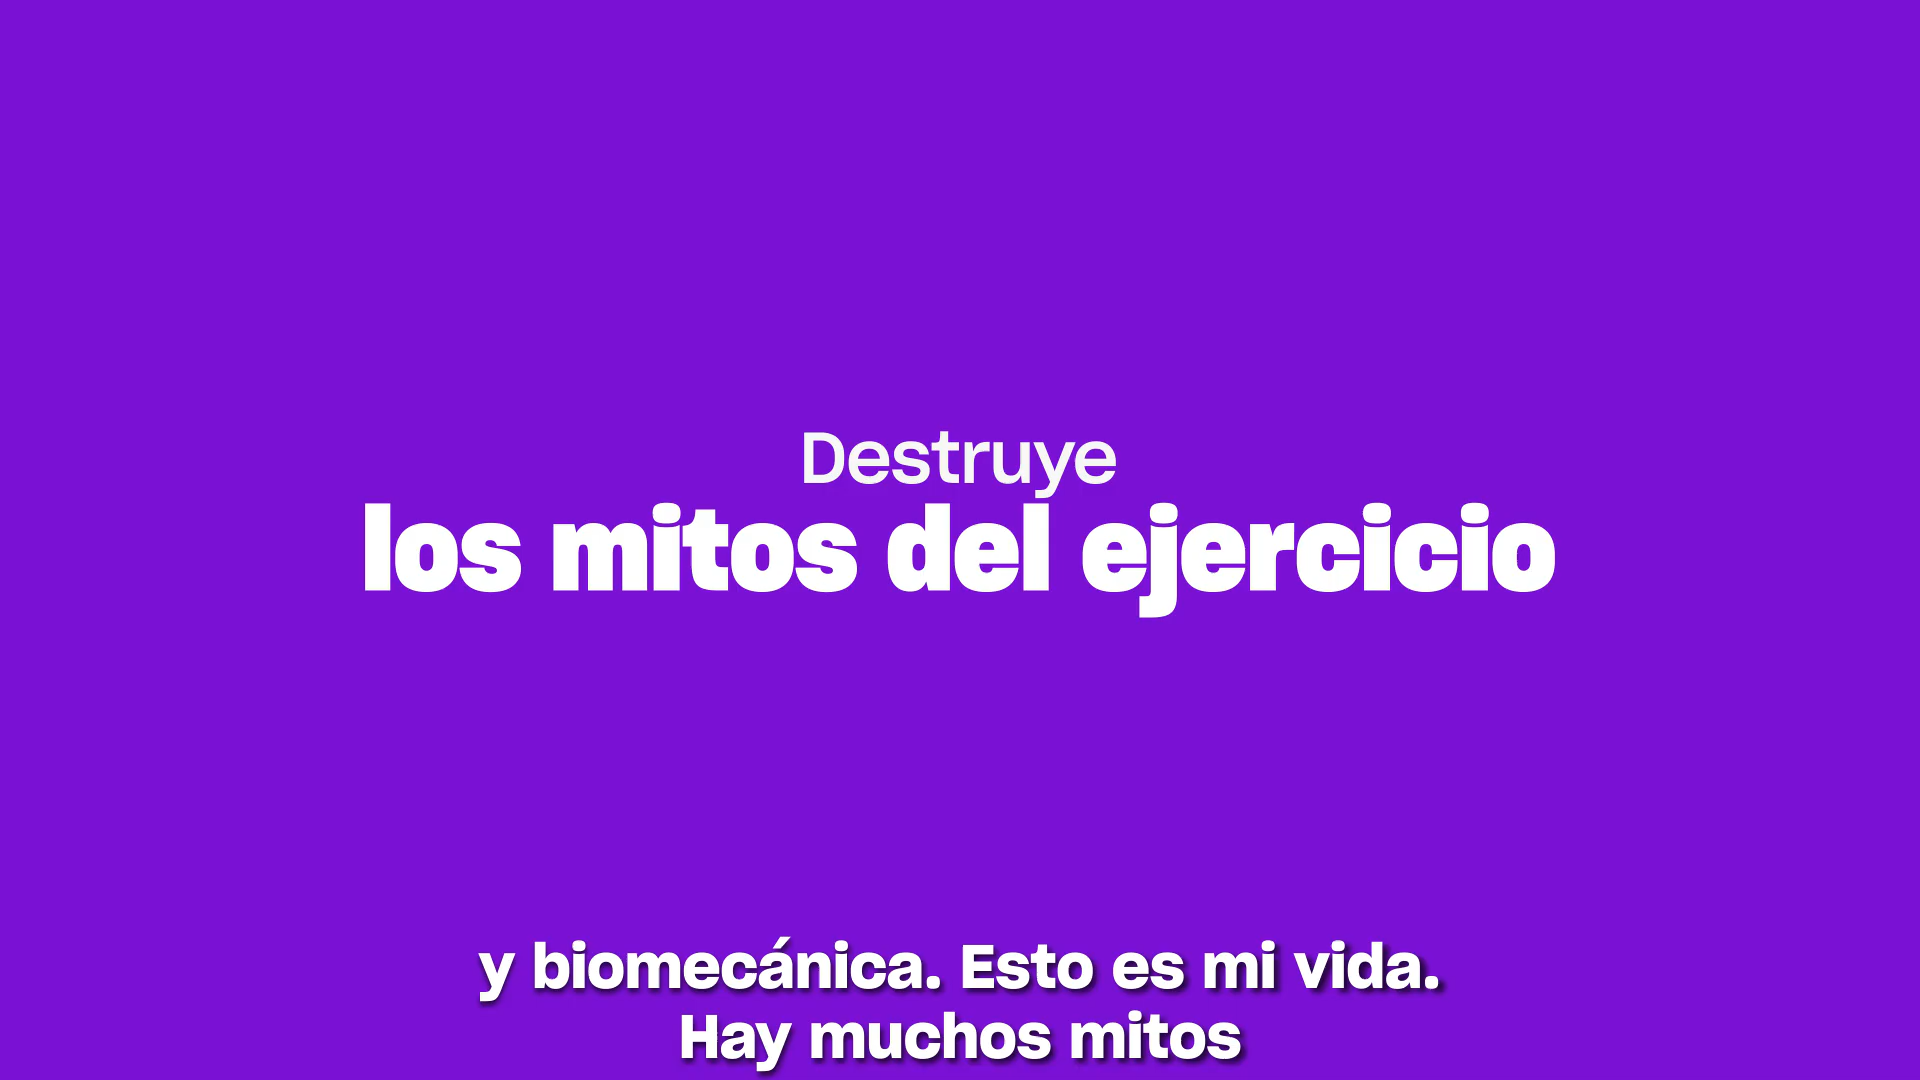 Destruye
los mitos del ejercicio
y biomecánica. Esto es mi vida.
Hay muchos mitos